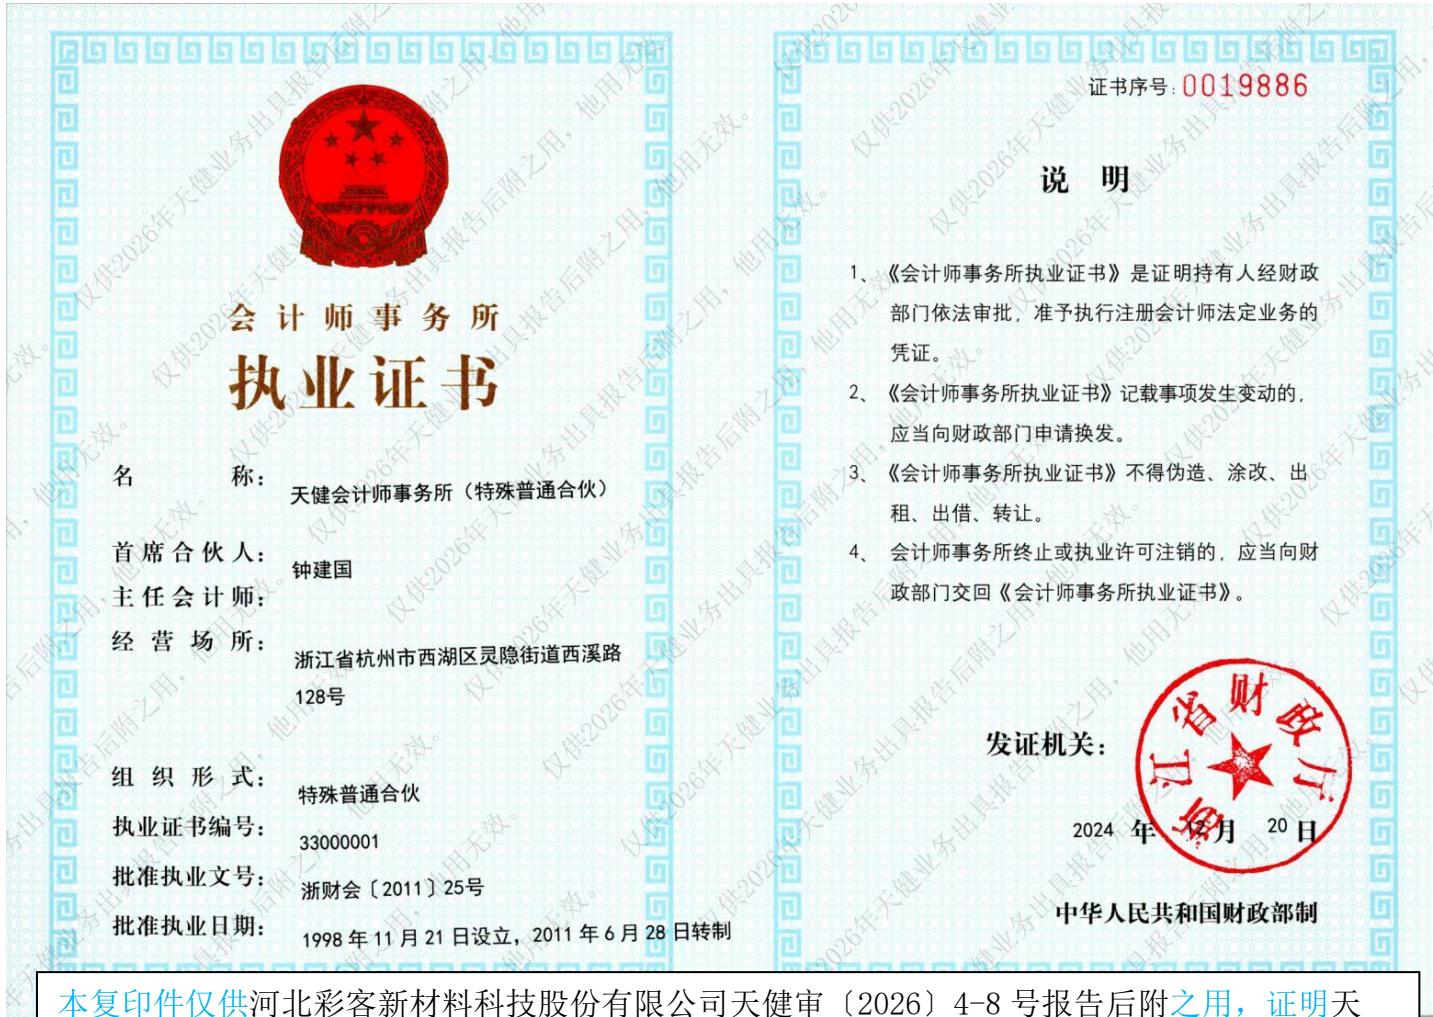 会计师事务所
执业证书
名称：天健会计师事务所（特殊普通合伙）
首席合伙人：钟建国
主任会计师：
经营场所：浙江省杭州市西湖区灵隐街道西溪路
128号
组织形式：特殊普通合伙
执业证书编号：33000001
批准执业文号：浙财会〔2011〕25号
批准执业日期：1998年11月21日设立，2011年6月28日转制
证书序号：0019886
说明
1、《会计师事务所执业证书》是证明持有人经财政
部门依法审批，准予执行注册会计师法定业务的
凭证。
2、《会计师事务所执业证书》记载事项发生变动的，
应当向财政部门申请换发。
3、《会计师事务所执业证书》不得伪造、涂改、出
租、出借、转让。
4、会计师事务所终止或执业许可注销的，应当向财
政部门交回《会计师事务所执业证书》。
发证机关：
浙江省财政厅
2024年12月20日
中华人民共和国财政部制
仅供2026年天健业务出具报告后附之用，他用无效。
本复印件仅供河北彩客新材料科技股份有限公司天健审〔2026〕4-8号报告后附之用，证明天